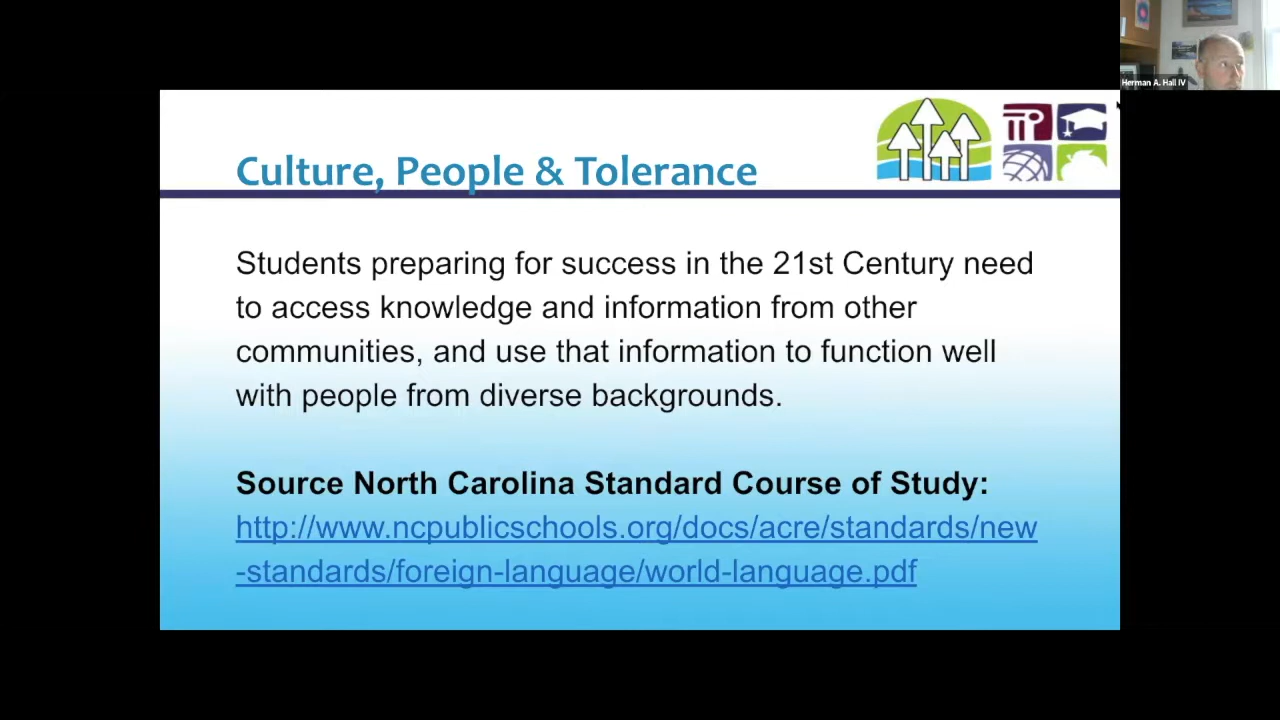 Herman A. Hall IV
Culture, People & Tolerance
Students preparing for success in the 21st Century need
to access knowledge and information from other
communities, and use that information to function well
with people from diverse backgrounds.
Source North Carolina Standard Course of Study:
http://www.ncpublicschools.org/docs/acre/standards/new
-standards/foreign-language/world-language.pdf